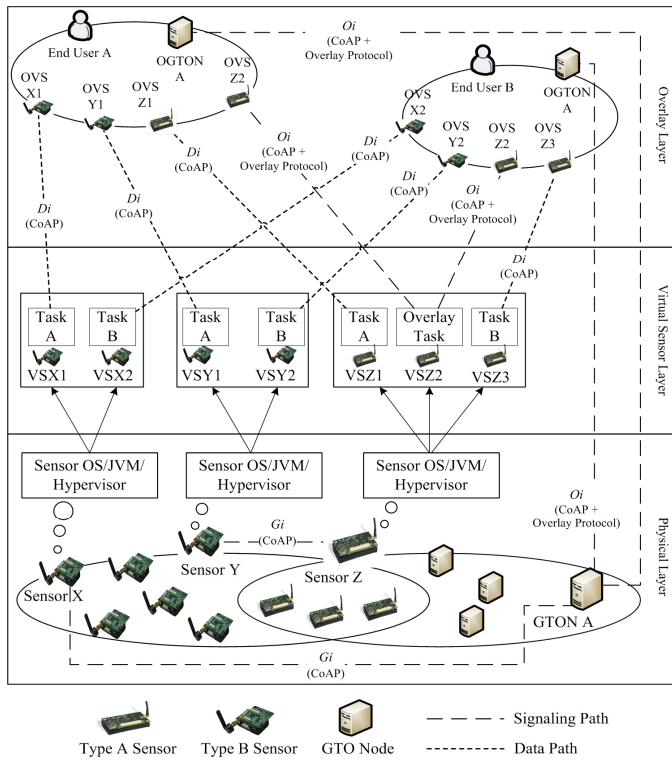 End User A
OGTON
A
Oi
(CoAP +
Overlay Protocol)
OVS
X1
OVS
Y1
OVS
Z1
OVS
Z2
End User B
OGTON
A
OVS
X2
OVS
Y2
OVS
Z2
OVS
Z3
Overlay Layer
Di
(CoAP)
Di
(CoAP)
Di
(CoAP)
Oi
(CoAP +
Overlay Protocol)
Di
(CoAP)
Di
(CoAP)
Oi
(CoAP +
Overlay Protocol)
Di
(CoAP)
Virtual Sensor Layer
Task
A
VSX1
Task
B
VSX2
Task
A
VSY1
Task
B
VSY2
Task
A
VSZ1
Overlay
Task
VSZ2
Task
B
VSZ3
Physical Layer
Sensor OS/JVM/
Hypervisor
Sensor OS/JVM/
Hypervisor
Sensor OS/JVM/
Hypervisor
Oi
(CoAP +
Overlay Protocol)
Gi
(CoAP)
Sensor X
Sensor Y
Sensor Z
GTON A
Gi
(CoAP)
Type A Sensor
Type B Sensor
GTO Node
Signaling Path
Data Path